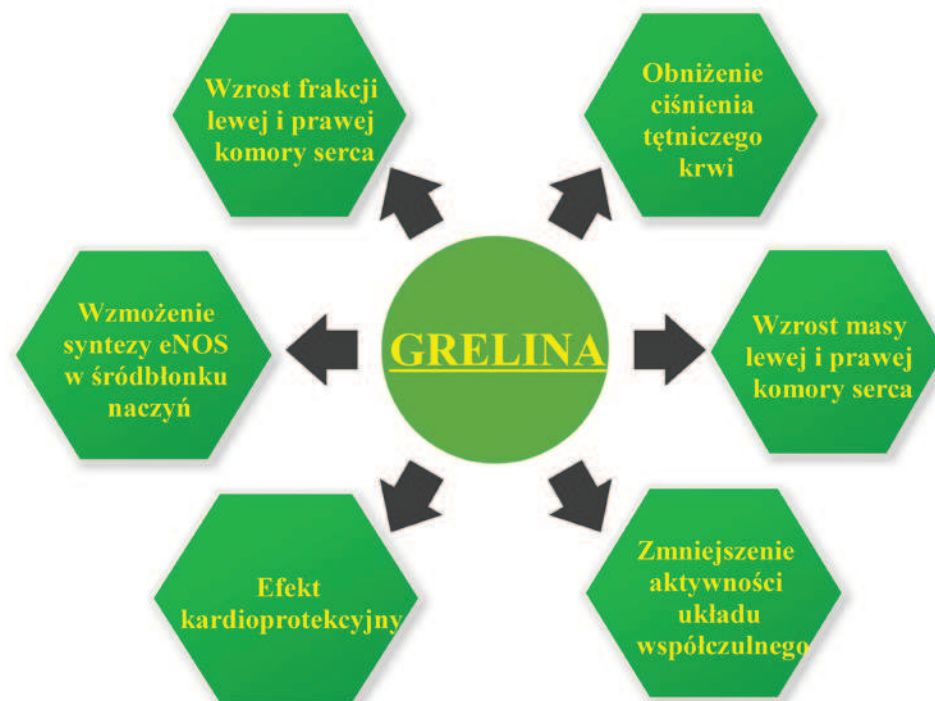 Wzrost frakcji
lewej i prawej
komory serca
Obniżenie
ciśnienia
tętniczego
krwi
Wzmożenie
syntezy eNOS
w śródbłonku
naczyń
GRELINA
Wzrost masy
lewej i prawej
komory serca
Efekt
kardioprotekcyjny
Zmniejszenie
aktywności
układu
współczulnego